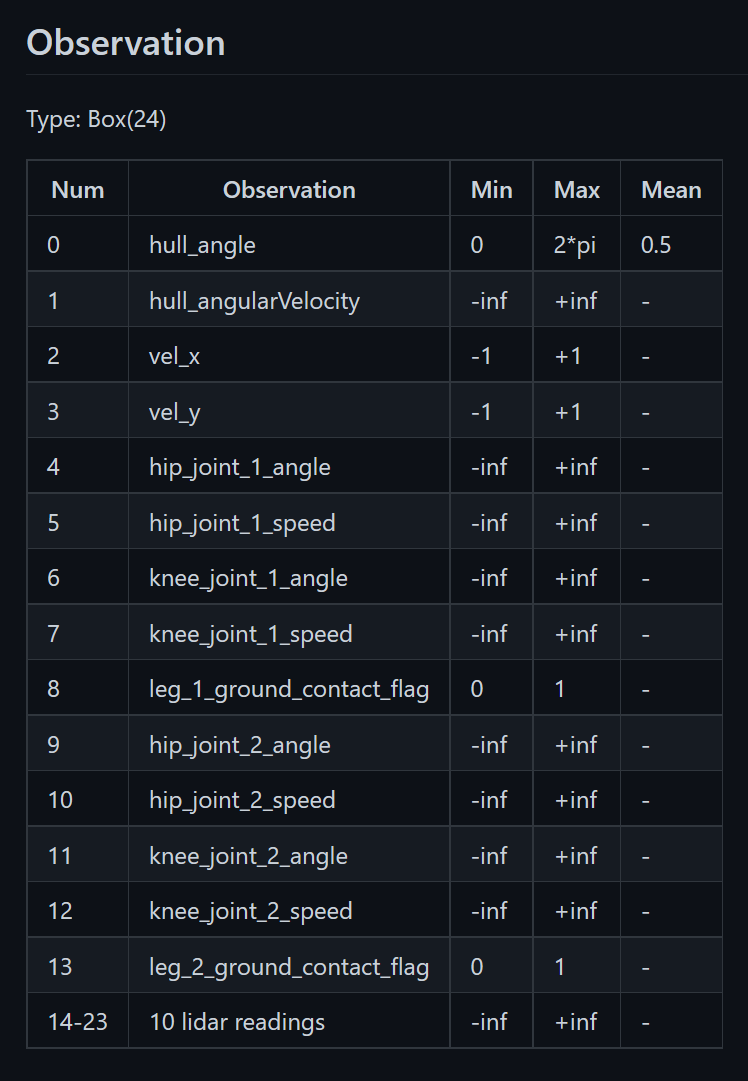 Observation
Type: Box(24)
Num Observation Min Max Mean
0 hull_angle 0 2*pi 0.5
1 hull_angularVelocity -inf +inf -
2 vel_x -1 +1 -
3 vel_y -1 +1 -
4 hip_joint_1_angle -inf +inf -
5 hip_joint_1_speed -inf +inf -
6 knee_joint_1_angle -inf +inf -
7 knee_joint_1_speed -inf +inf -
8 leg_1_ground_contact_flag 0 1 -
9 hip_joint_2_angle -inf +inf -
10 hip_joint_2_speed -inf +inf -
11 knee_joint_2_angle -inf +inf -
12 knee_joint_2_speed -inf +inf -
13 leg_2_ground_contact_flag 0 1 -
14-23 10 lidar readings -inf +inf -